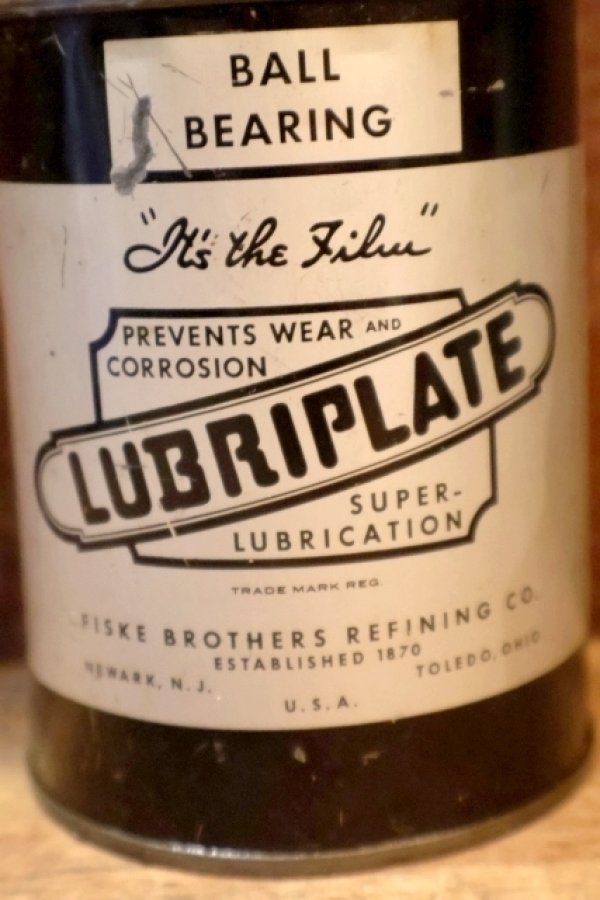 BALL
BEARING
"It's the Film"
PREVENTS WEAR AND
CORROSION
LUBRIPLATE
SUPER-
LUBRICATION
TRADE MARK REG.
FISKE BROTHERS REFINING CO.
ESTABLISHED 1870
NEWARK, N. J.
TOLEDO, OHIO
U. S. A.